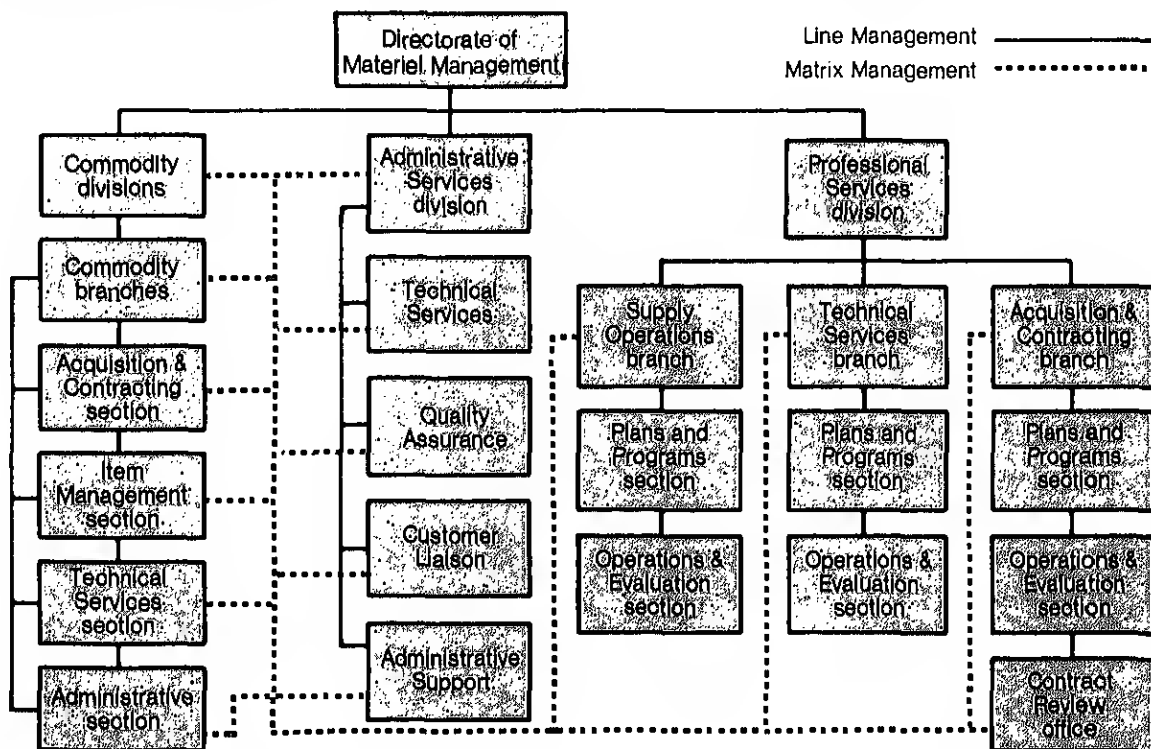 Directorate of
Materiel Management
Line Management
Matrix Management
Commodity
divisions
Administrative
Services
division
Professional
Services
division
Commodity
branches
Technical
Services
Supply
Operations
branch
Technical
Services
branch
Acquisition &
Contracting
branch
Acquisition &
Contracting
section
Quality
Assurance
Plans and
Programs
section
Plans and
Programs
section
Plans and
Programs
section
Item
Management
section
Customer
Liaison
Operations &
Evaluation
section
Operations &
Evaluation
section
Operations &
Evaluation
section
Technical
Services
section
Administrative
Support
Contract
Review
office
Administrative
section